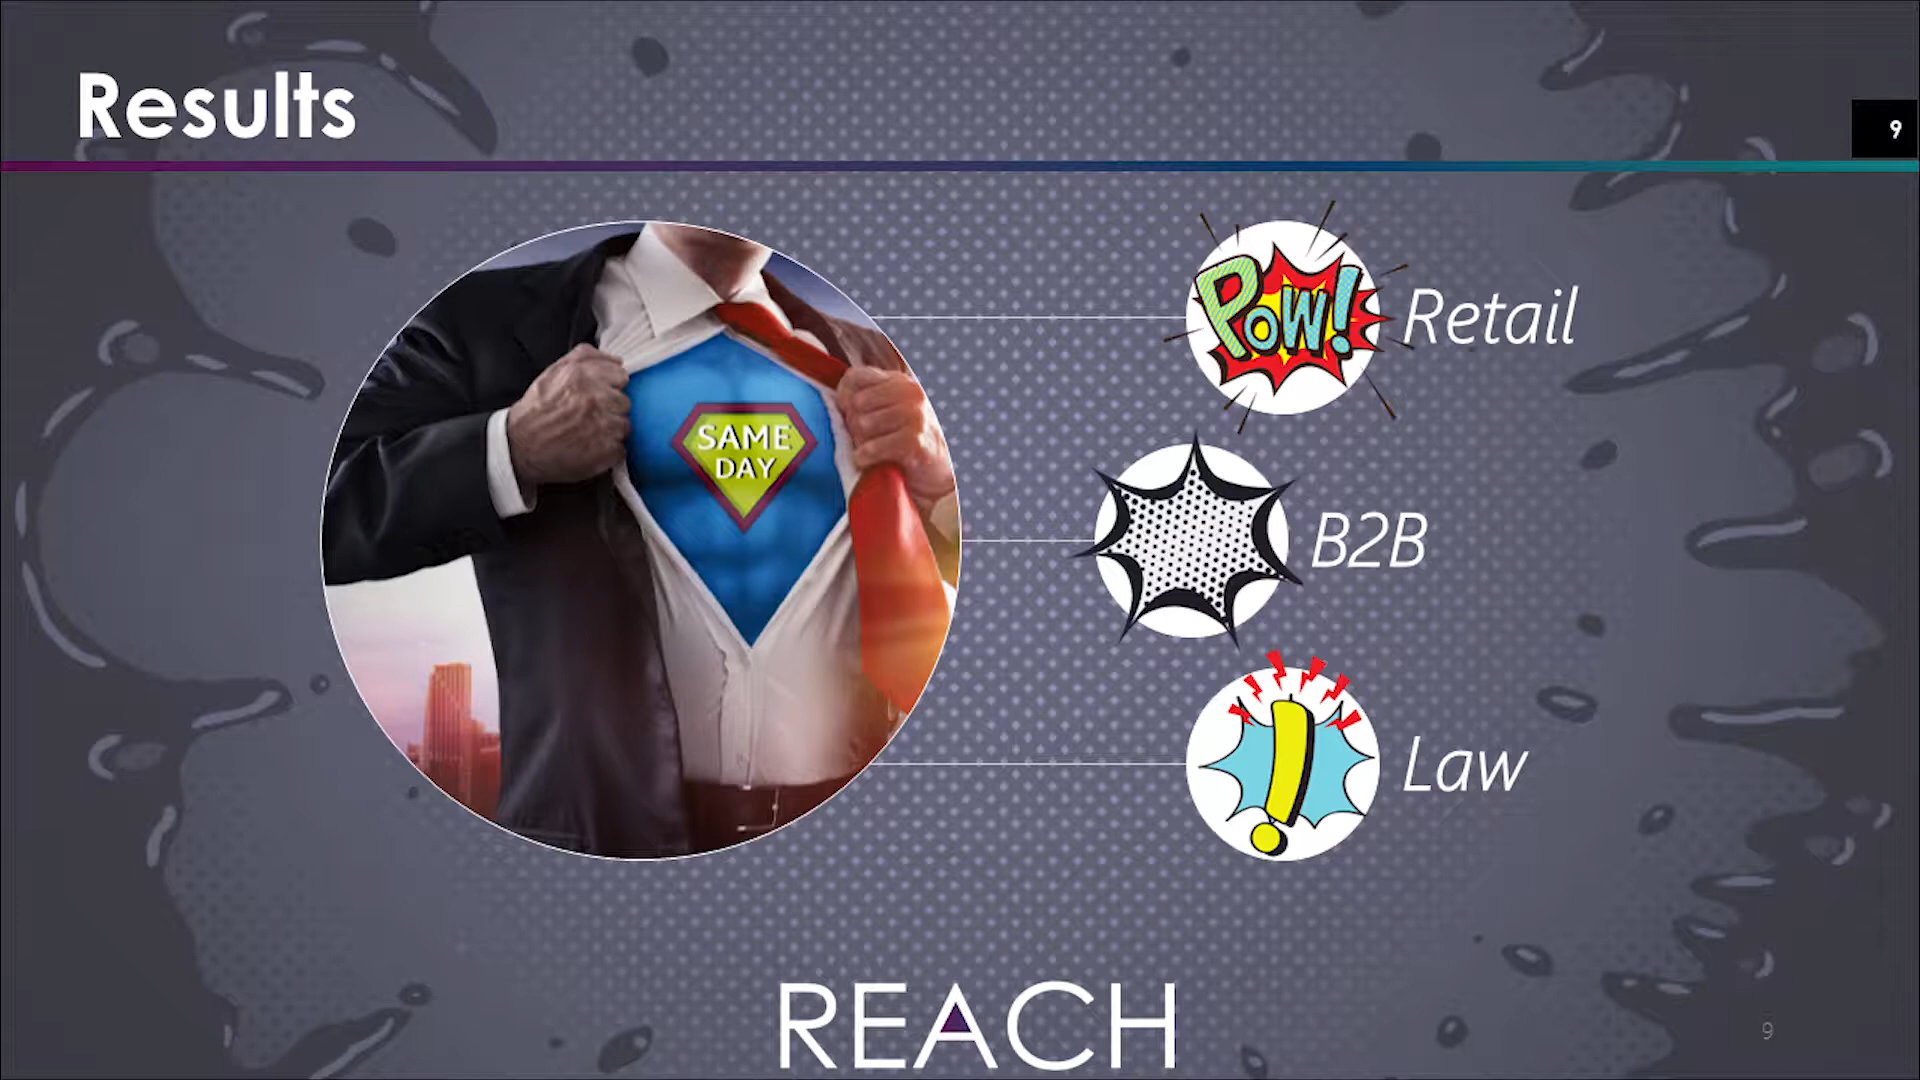 Results
9
SAME
DAY
POW!
Retail
B2B
Law
REACH
9